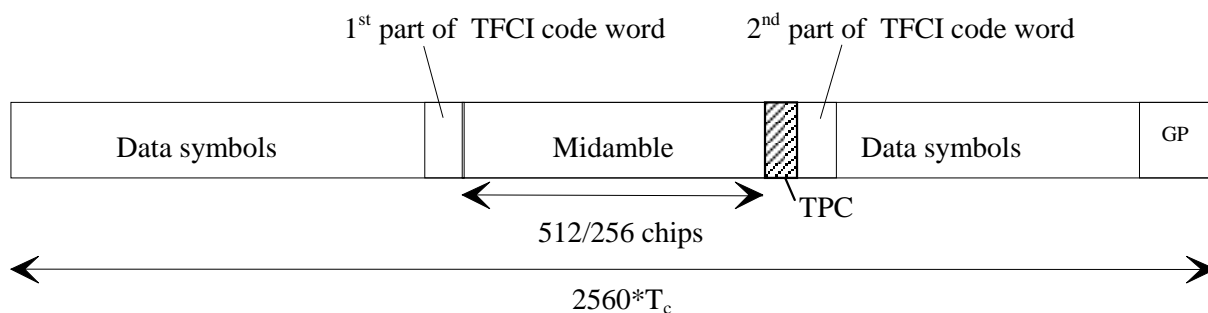 1st part of TFCI code word
2nd part of TFCI code word
Data symbols
Midamble
Data symbols
GP
TPC
512/256 chips
2560*Tc